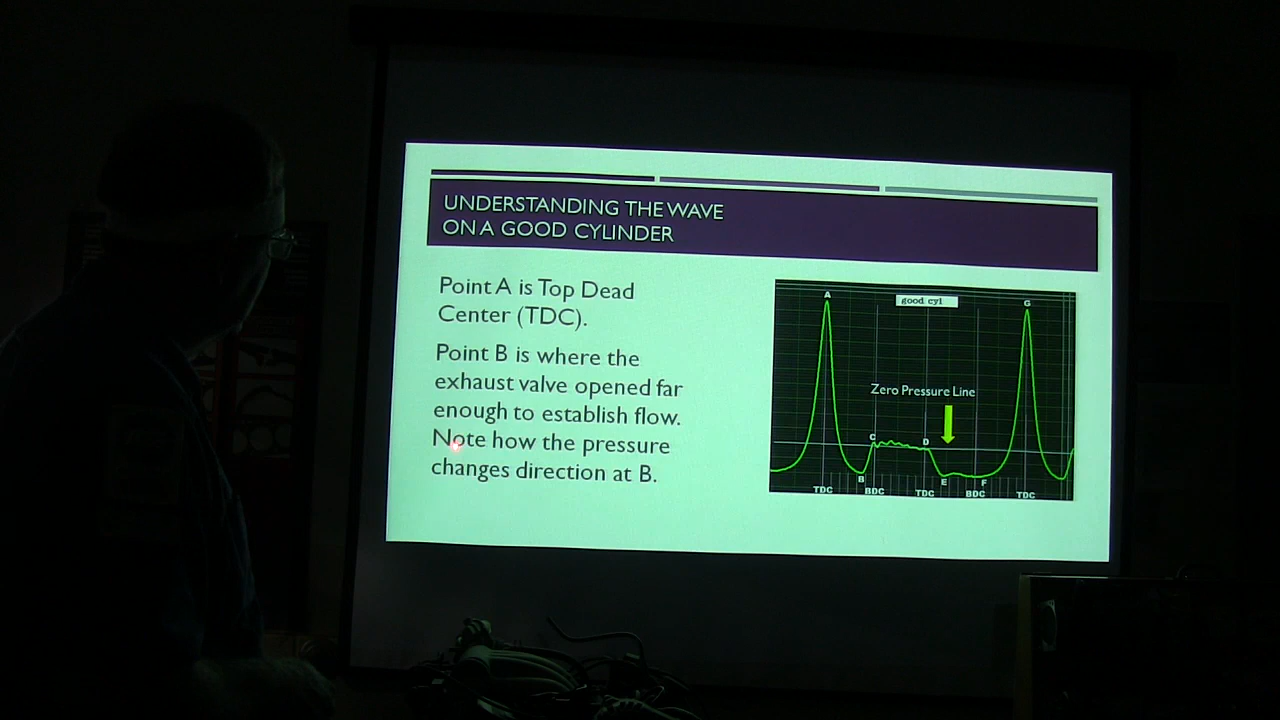 UNDERSTANDING THE WAVE
ON A GOOD CYLINDER
Point A is Top Dead
Center (TDC).
Point B is where the
exhaust valve opened far
enough to establish flow.
Note how the pressure
changes direction at B.
A
good cyl
G
Zero Pressure Line
C
D
B
E
F
TDC
BDC
TDC
BDC
TDC